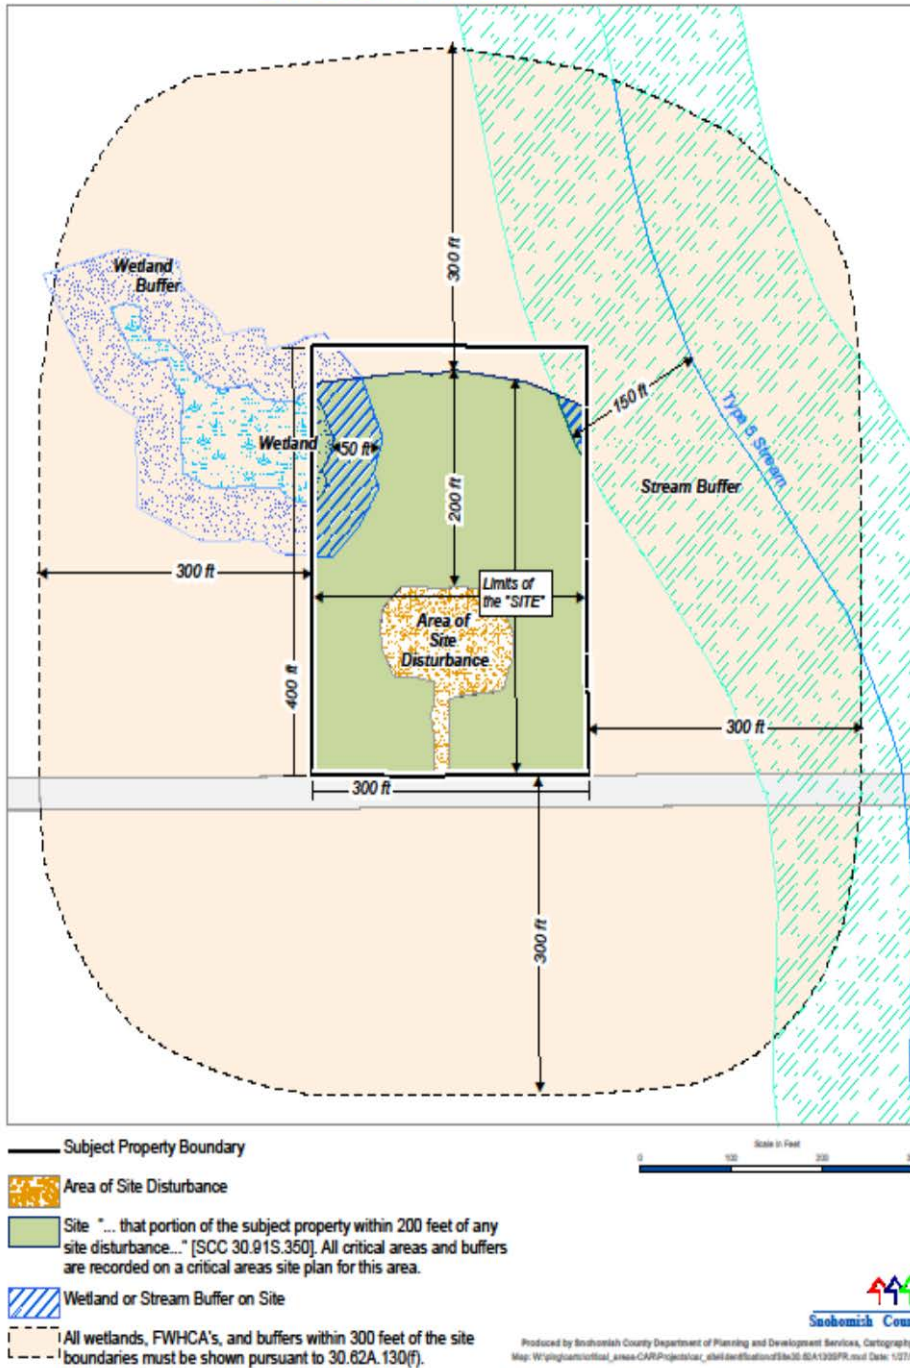 300 ft
Wetland
Buffer
150 ft
Type 5 Stream
Wetland
50 ft
200 ft
Stream Buffer
300 ft
Limits of
the "SITE"
Area of
Site
Disturbance
400 ft
300 ft
300 ft
300 ft
Subject Property Boundary
Scale in Feet
0 100 200
Area of Site Disturbance
Site "... that portion of the subject property within 200 feet of any
site disturbance..." [SCC 30.91S.350]. All critical areas and buffers
are recorded on a critical areas site plan for this area.
Wetland or Stream Buffer on Site
Snohomish Coun
All wetlands, FWHCA's, and buffers within 300 feet of the site
boundaries must be shown pursuant to 30.62A.130(f).
Produced by Snohomish County Department of Planning and Development Services, Cartography